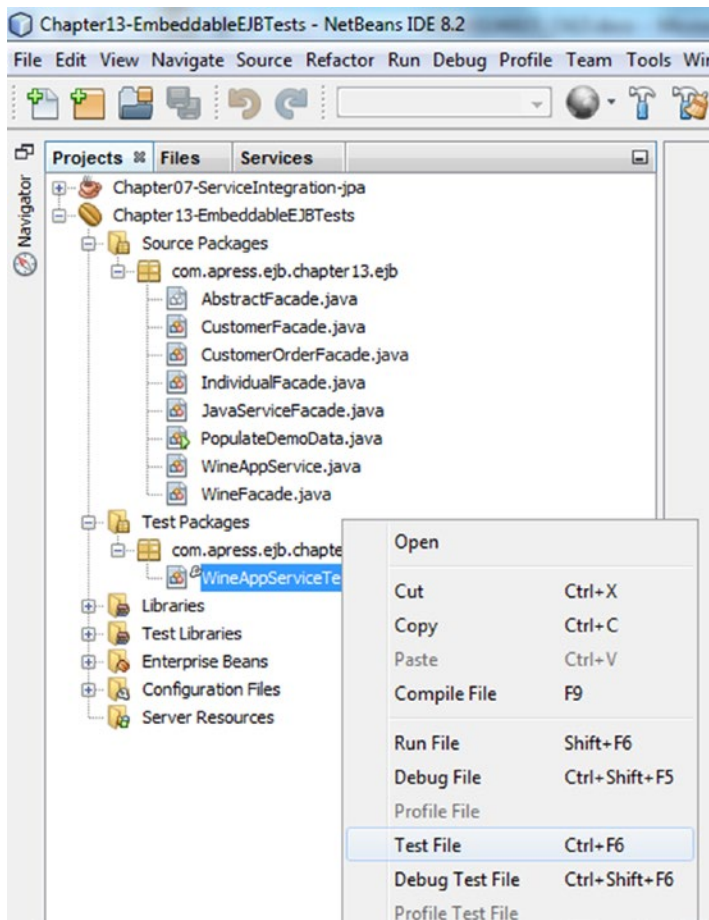 Chapter13-EmbeddableEJBTests - NetBeans IDE 8.2
File Edit View Navigate Source Refactor Run Debug Profile Team Tools
Projects Files Services
Navigator
Chapter07-ServiceIntegration-jpa
Chapter13-EmbeddableEJBTests
Source Packages
com.apress.ejb.chapter13.ejb
AbstractFacade.java
CustomerFacade.java
CustomerOrderFacade.java
IndividualFacade.java
JavaServiceFacade.java
PopulateDemoData.java
WineAppService.java
WineFacade.java
Test Packages
com.apress.ejb.chapte
WineAppServiceTe
Libraries
Test Libraries
Enterprise Beans
Configuration Files
Server Resources
Open
Cut Ctrl+X
Copy Ctrl+C
Paste Ctrl+V
Compile File F9
Run File Shift+F6
Debug File Ctrl+Shift+F5
Profile File
Test File Ctrl+F6
Debug Test File Ctrl+Shift+F6
Profile Test File